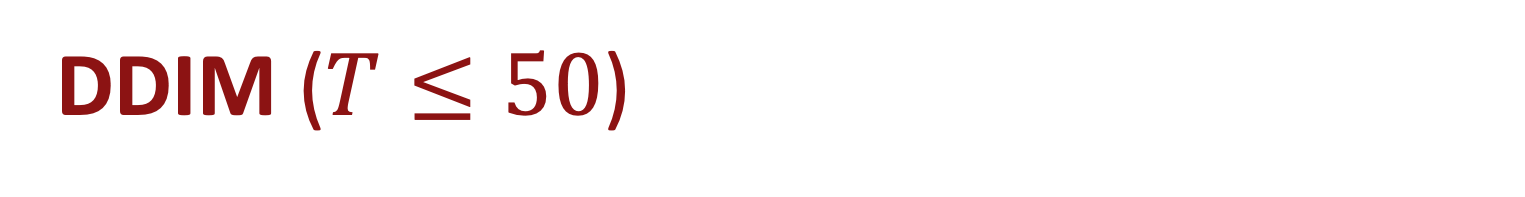 DDIM (𝑇 ≤ 50)